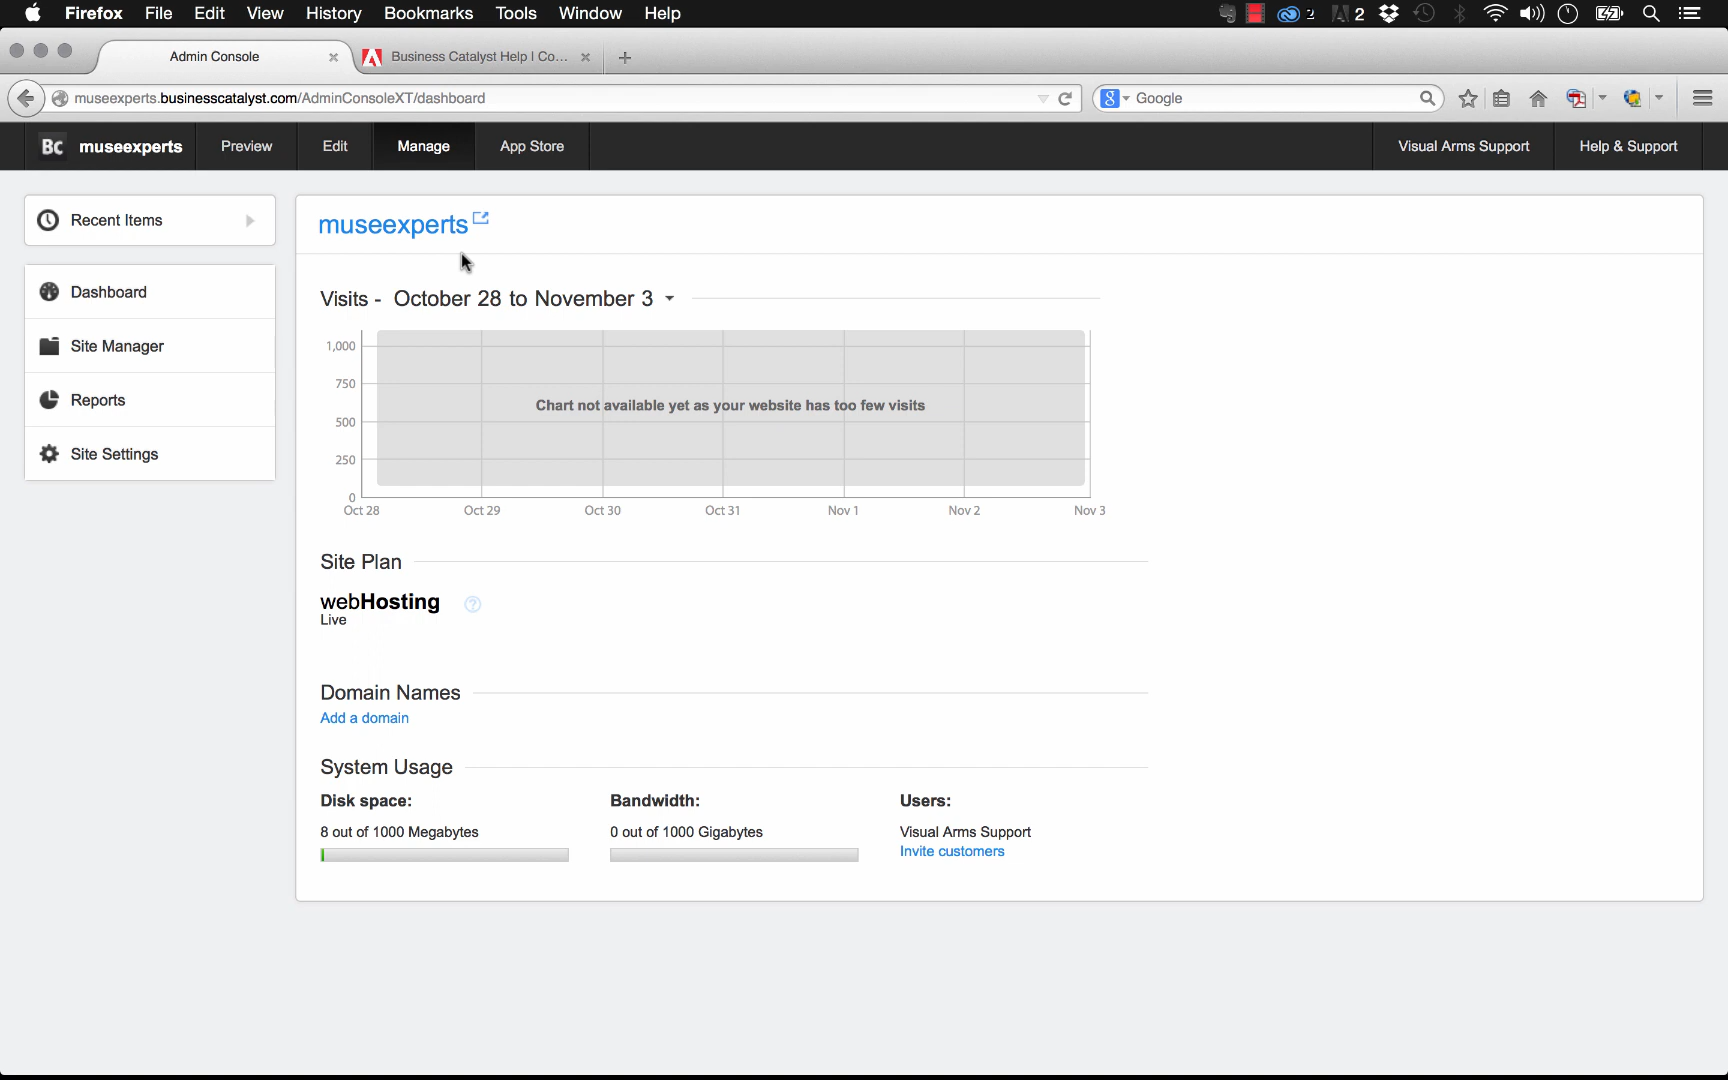 Firefox File Edit View History Bookmarks Tools Window Help 2 2
Admin Console Business Catalyst Help | Co...
museexperts.businesscatalyst.com/AdminConsoleXT/dashboard Google
Bc museexperts Preview Edit Manage App Store Visual Arms Support Help & Support
Recent Items
Dashboard
Site Manager
Reports
Site Settings
museexperts
Visits - October 28 to November 3
1,000
750
500
250
0
Chart not available yet as your website has too few visits
Oct 28 Oct 29 Oct 30 Oct 31 Nov 1 Nov 2 Nov 3
Site Plan
webHosting ?
Live
Domain Names
Add a domain
System Usage
Disk space: Bandwidth: Users:
8 out of 1000 Megabytes 0 out of 1000 Gigabytes Visual Arms Support
Invite customers